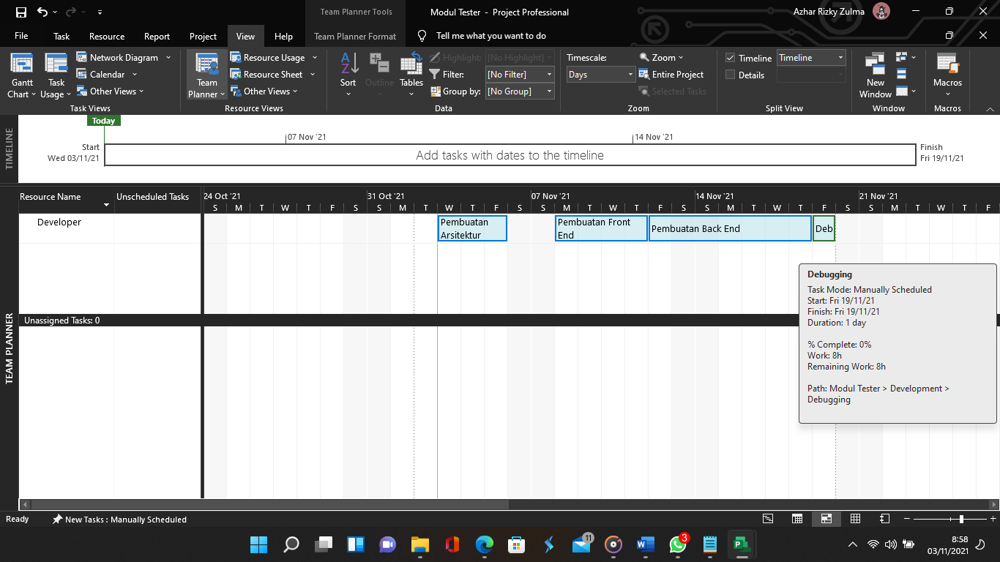 Team Planner Tools
Modul Tester - Project Professional
Azhar Rizky Zulma
File Task Resource Report Project View Help Team Planner Format Tell me what you want to do
Gantt Chart
Task Usage
Network Diagram
Calendar
Other Views
Task Views
Team Planner
Resource Usage
Resource Sheet
Other Views
Resource Views
Sort
Outline
Tables
Highlight: [No Highlight]
Filter: [No Filter]
Group by: [No Group]
Data
Timescale:
Days
Zoom
Entire Project
Selected Tasks
Zoom
Timeline Timeline
Details
Split View
New Window
Window
Macros
Macros
TIMELINE
Today
07 Nov '21 14 Nov '21
Start
Wed 03/11/21
Add tasks with dates to the timeline
Finish
Fri 19/11/21
TEAM PLANNER
Resource Name Unscheduled Tasks
24 Oct '21 31 Oct '21 07 Nov '21 14 Nov '21 21 Nov '21
S M T W T F S S M T W T F S S M T W T F S S M T W T F S S M T W T F
Developer
Pembuatan
Arsitektur
Pembuatan Front
End
Pembuatan Back End
Deb
Debugging
Task Mode: Manually Scheduled
Start: Fri 19/11/21
Finish: Fri 19/11/21
Duration: 1 day
% Complete: 0%
Work: 8h
Remaining Work: 8h
Path: Modul Tester > Development >
Debugging
Unassigned Tasks: 0
Ready New Tasks : Manually Scheduled
11
3
8:58
03/11/2021